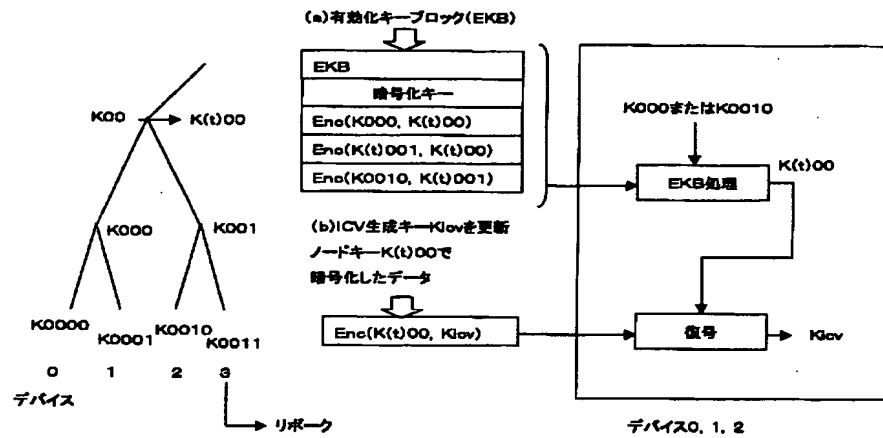 (a)有効化キーブロック(EKB)
EKB
暗号化キー
Enc(K000, K(t)00)
Enc(K(t)001, K(t)00)
Enc(K0010, K(t)001)
K00
K(t)00
K000
K001
K0000
K0001
K0010
K0011
0 1 2 3
デバイス
リボーク
(b)ICV生成キーKicvを更新
ノードキーK(t)00で
暗号化したデータ
Enc(K(t)00, Kicv)
K000またはK0010
EKB処理
K(t)00
復号
Kicv
デバイス0, 1, 2